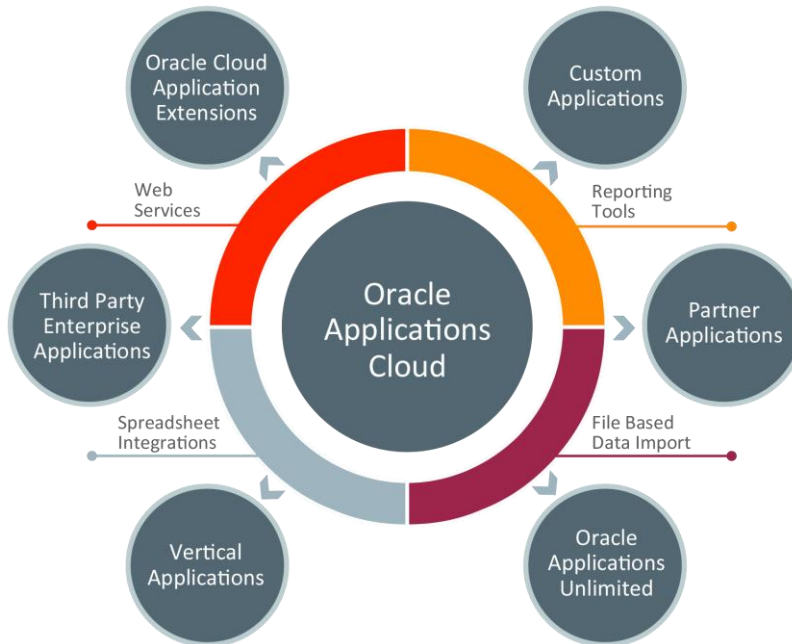 Oracle Cloud
Application
Extensions
Custom
Applications
Web
Services
Reporting
Tools
Third Party
Enterprise
Applications
Oracle
Applications
Cloud
Partner
Applications
Spreadsheet
Integrations
File Based
Data Import
Vertical
Applications
Oracle
Applications
Unlimited